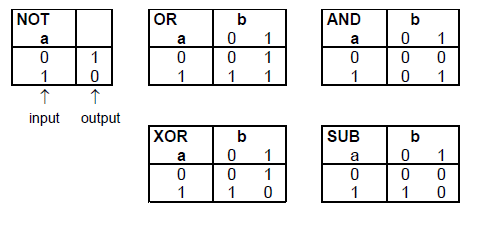 NOT
a
0 1
1 0
↑ ↑
input output
OR b
a 0 1
0 0 1
1 1 1
AND b
a 0 1
0 0 0
1 0 1
XOR b
a 0 1
0 0 1
1 1 0
SUB b
a 0 1
0 0 0
1 1 0